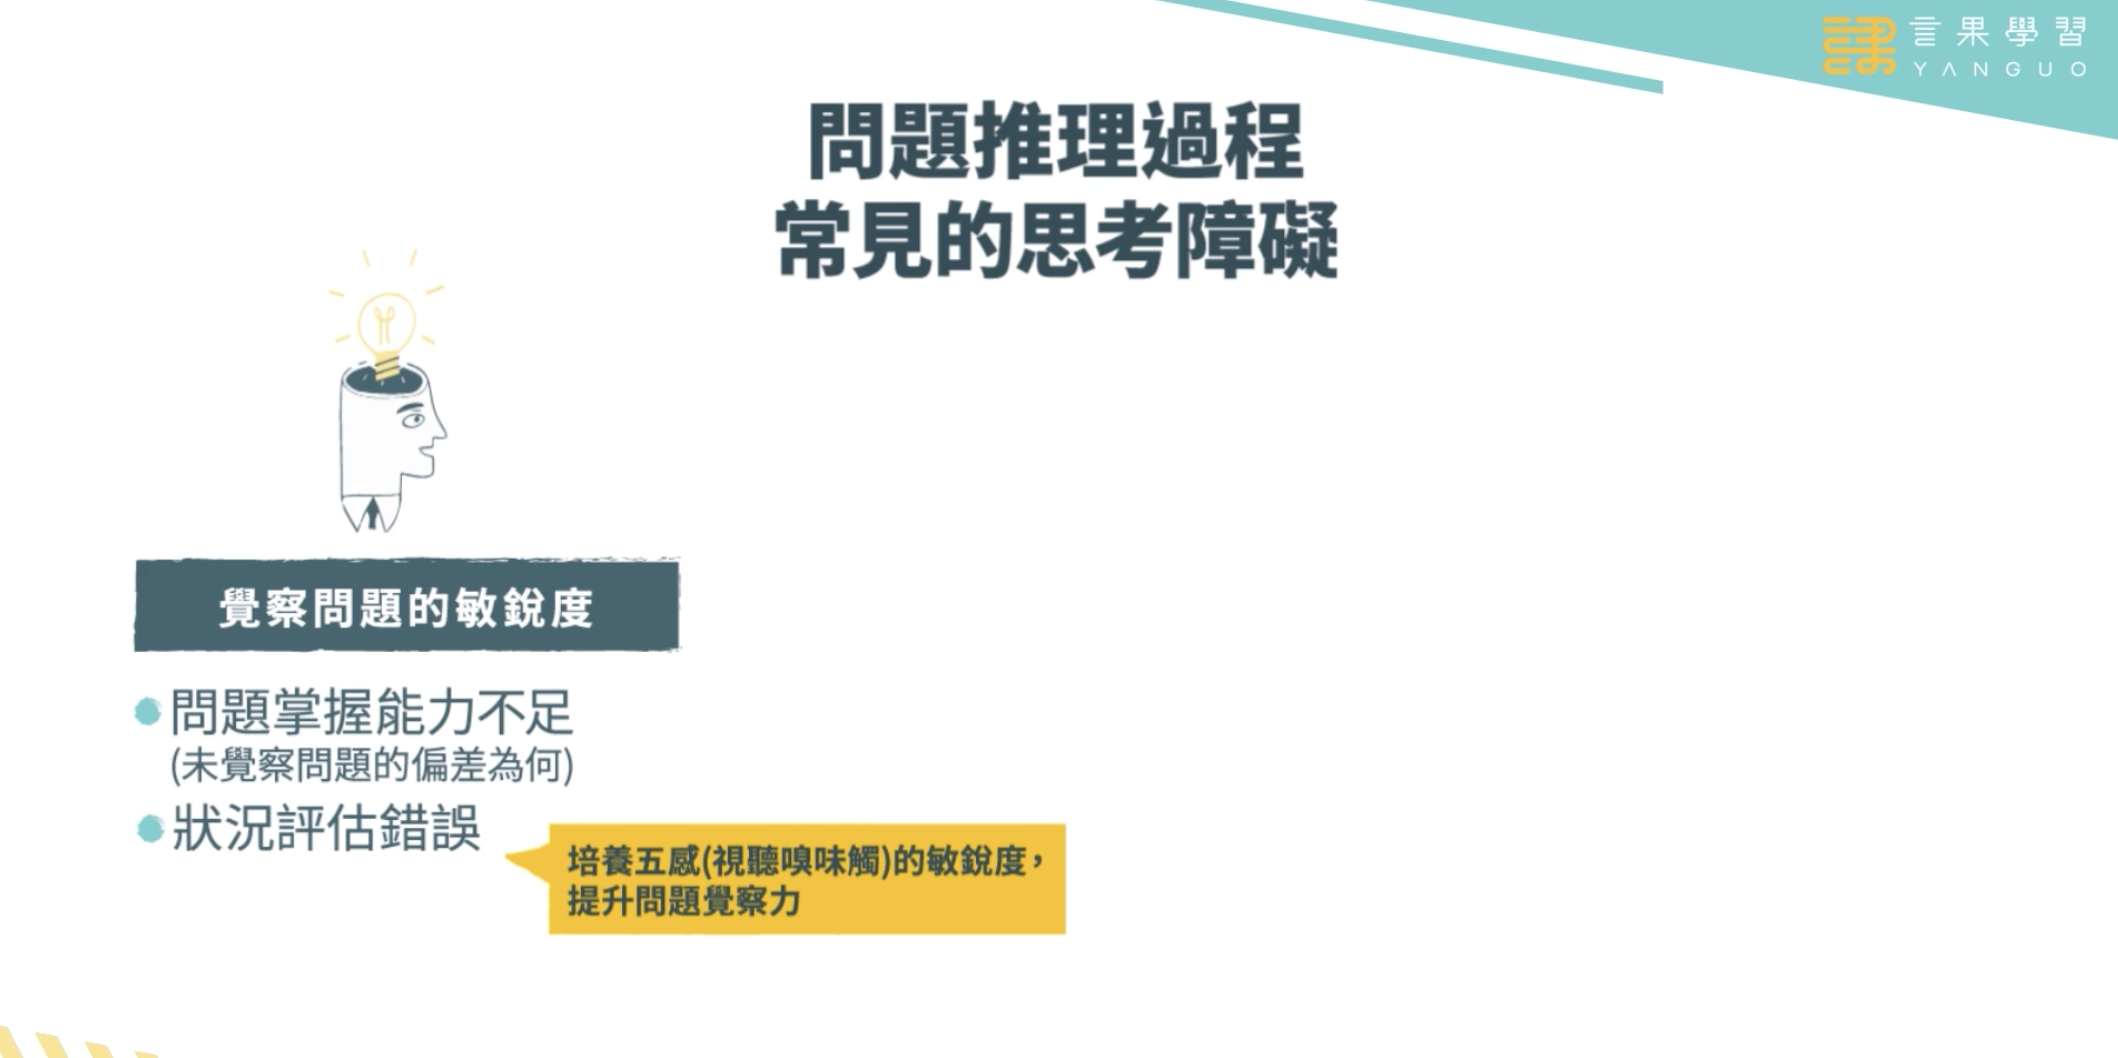 言果學習
YANGUO
問題推理過程
常見的思考障礙
覺察問題的敏銳度
問題掌握能力不足
(未覺察問題的偏差為何)
狀況評估錯誤
培養五感(視聽嗅味觸)的敏銳度，
提升問題覺察力